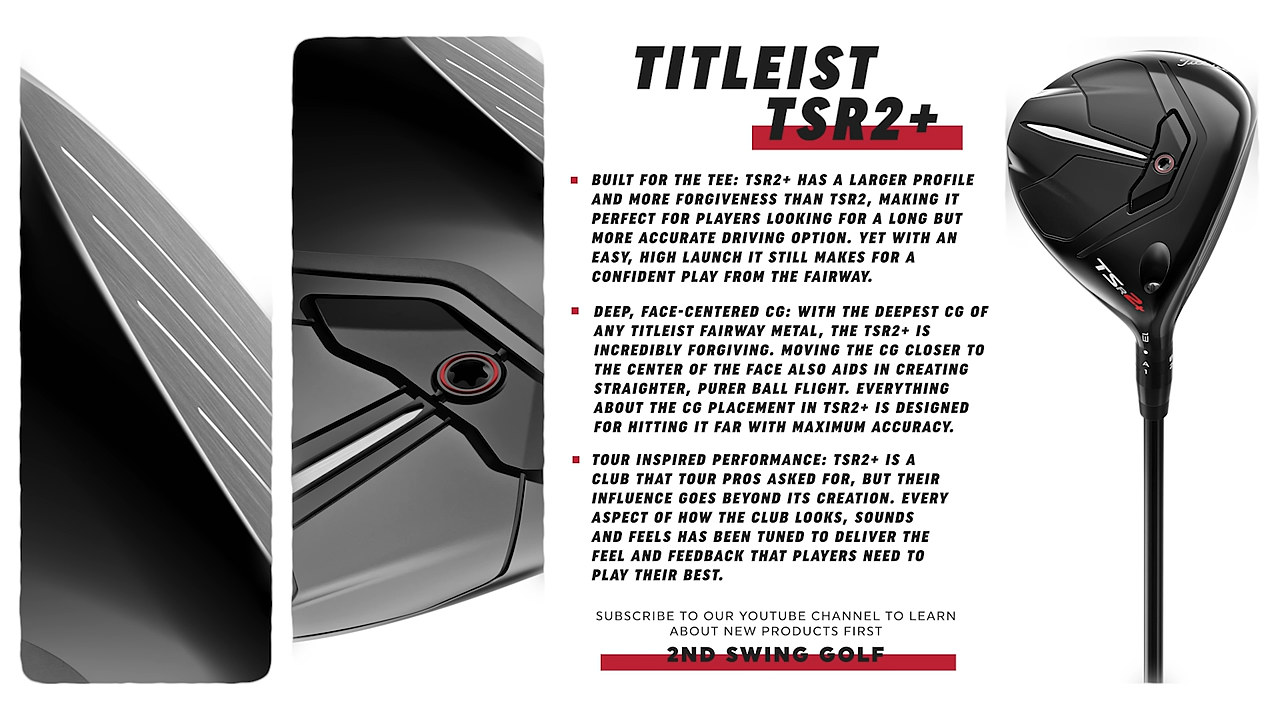 TITLEIST
TSR2+
BUILT FOR THE TEE: TSR2+ HAS A LARGER PROFILE
AND MORE FORGIVENESS THAN TSR2, MAKING IT
PERFECT FOR PLAYERS LOOKING FOR A LONG BUT
MORE ACCURATE DRIVING OPTION. YET WITH AN
EASY, HIGH LAUNCH IT STILL MAKES FOR A
CONFIDENT PLAY FROM THE FAIRWAY.
DEEP, FACE-CENTERED CG: WITH THE DEEPEST CG OF
ANY TITLEIST FAIRWAY METAL, THE TSR2+ IS
INCREDIBLY FORGIVING. MOVING THE CG CLOSER TO
THE CENTER OF THE FACE ALSO AIDS IN CREATING
STRAIGHTER, PURER BALL FLIGHT. EVERYTHING
ABOUT THE CG PLACEMENT IN TSR2+ IS DESIGNED
FOR HITTING IT FAR WITH MAXIMUM ACCURACY.
TOUR INSPIRED PERFORMANCE: TSR2+ IS A
CLUB THAT TOUR PROS ASKED FOR, BUT THEIR
INFLUENCE GOES BEYOND ITS CREATION. EVERY
ASPECT OF HOW THE CLUB LOOKS, SOUNDS
AND FEELS HAS BEEN TUNED TO DELIVER THE
FEEL AND FEEDBACK THAT PLAYERS NEED TO
PLAY THEIR BEST.
SUBSCRIBE TO OUR YOUTUBE CHANNEL TO LEARN
ABOUT NEW PRODUCTS FIRST
2ND SWING GOLF
TSR2+